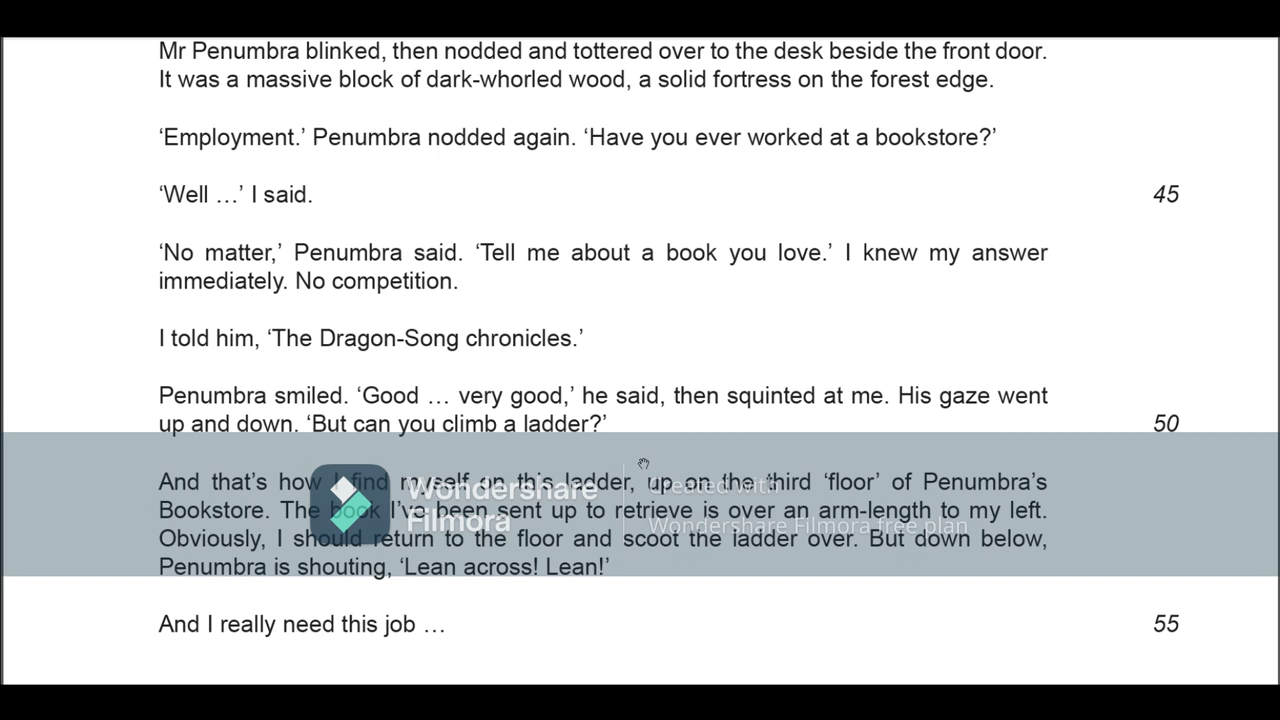 Mr Penumbra blinked, then nodded and tottered over to the desk beside the front door.
It was a massive block of dark-whorled wood, a solid fortress on the forest edge.
‘Employment.’ Penumbra nodded again. ‘Have you ever worked at a bookstore?’
‘Well …’ I said.
45
‘No matter,’ Penumbra said. ‘Tell me about a book you love.’ I knew my answer
immediately. No competition.
I told him, ‘The Dragon-Song chronicles.’
Penumbra smiled. ‘Good … very good,’ he said, then squinted at me. His gaze went
up and down. ‘But can you climb a ladder?’
50
And that’s how I find myself on this ladder, up on the third ‘floor’ of Penumbra’s
Bookstore. The book I’ve been sent up to retrieve is over an arm-length to my left.
Obviously, I should return to the floor and scoot the ladder over. But down below,
Penumbra is shouting, ‘Lean across! Lean!’
Wondershare
Filmora
Created with
Wondershare Filmora free plan
And I really need this job …
55